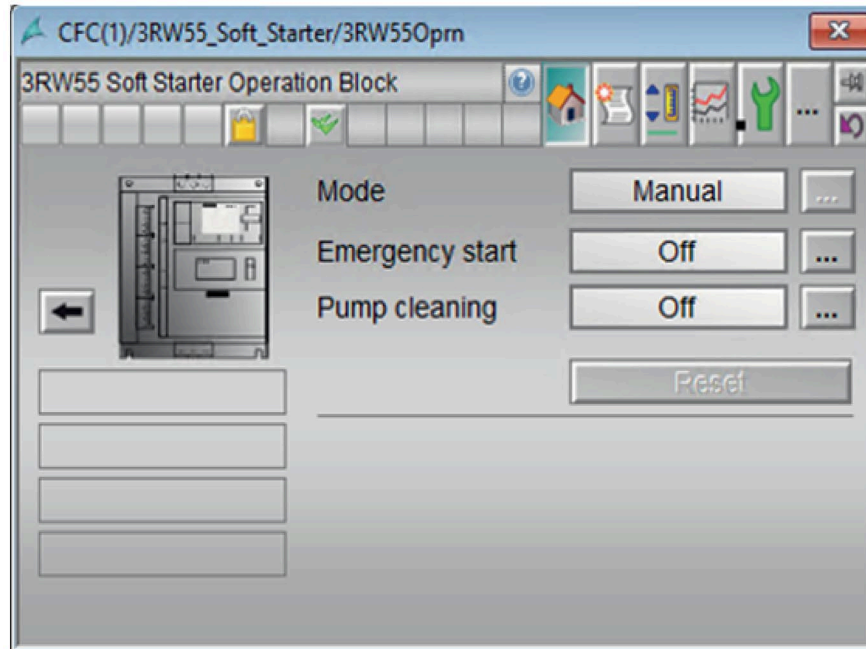 CFC(1)/3RW55_Soft_Starter/3RW55Oprn
3RW55 Soft Starter Operation Block
...
Mode Manual ...
Emergency start Off ...
Pump cleaning Off ...
Reset